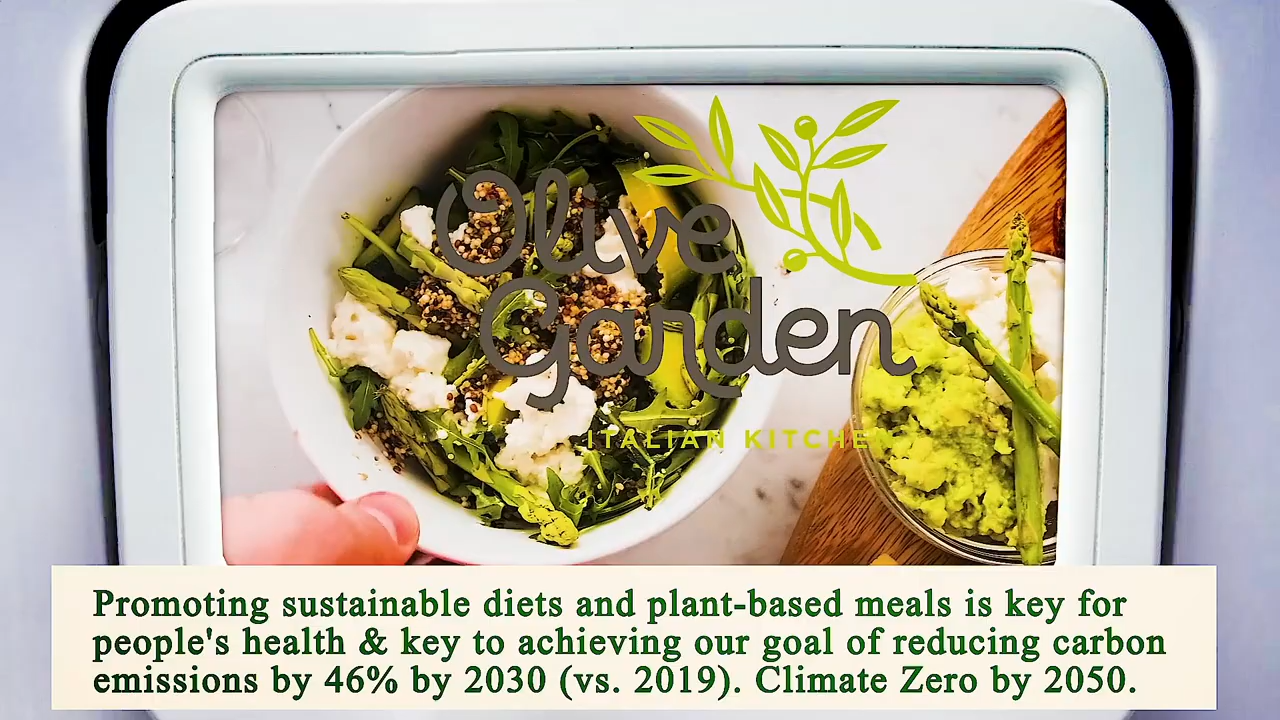 Olive
Garden
ITALIAN KITCHEN
Promoting sustainable diets and plant-based meals is key for
people's health & key to achieving our goal of reducing carbon
emissions by 46% by 2030 (vs. 2019). Climate Zero by 2050.